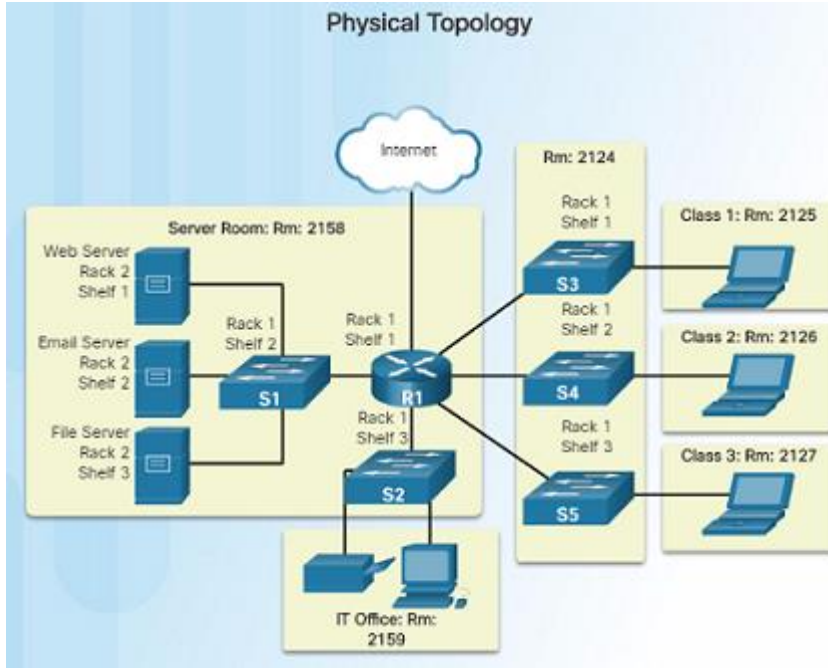 Physical Topology
Internet
Server Room: Rm: 2158
Web Server
Rack 2
Shelf 1
Email Server
Rack 2
Shelf 2
File Server
Rack 2
Shelf 3
Rack 1
Shelf 2
S1
Rack 1
Shelf 1
R1
Rack 1
Shelf 3
S2
IT Office: Rm:
2159
Rm: 2124
Rack 1
Shelf 1
S3
Rack 1
Shelf 2
S4
Rack 1
Shelf 3
S5
Class 1: Rm: 2125
Class 2: Rm: 2126
Class 3: Rm: 2127